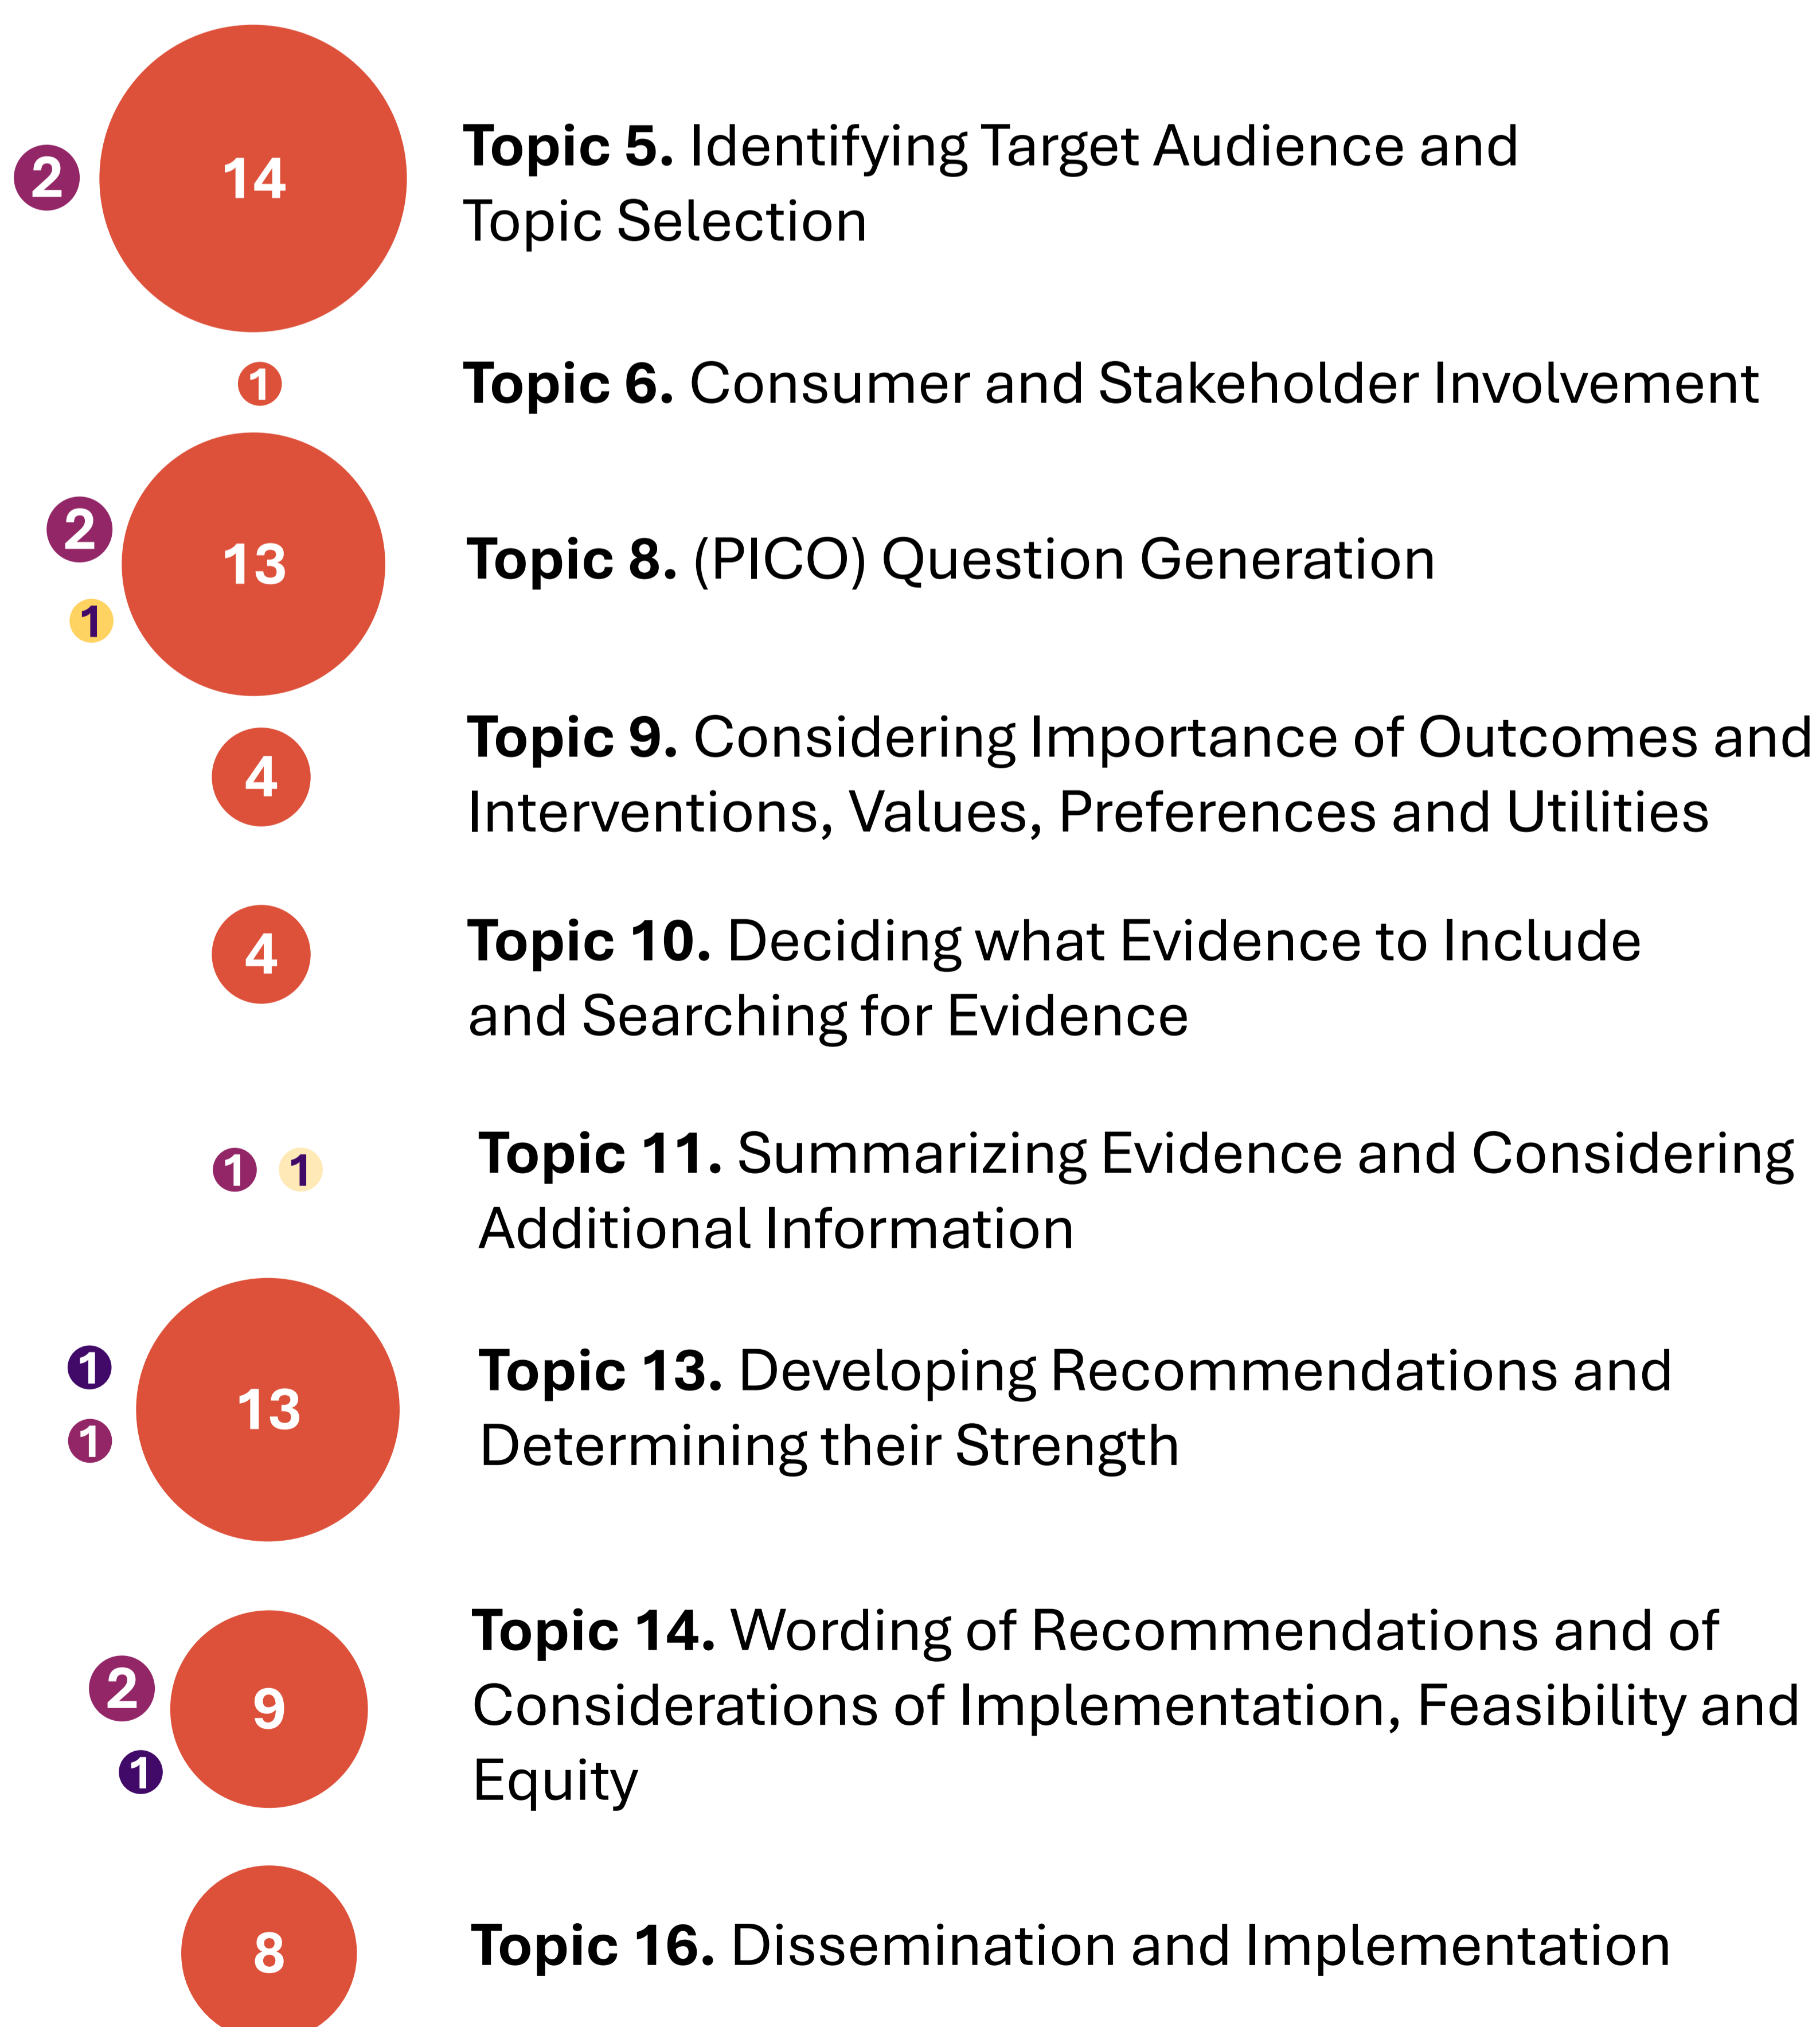 2
14
Topic 5. Identifying Target Audience and
Topic Selection
1
Topic 6. Consumer and Stakeholder Involvement
2
13
1
Topic 8. (PICO) Question Generation
4
Topic 9. Considering Importance of Outcomes and
Interventions, Values, Preferences and Utilities
4
Topic 10. Deciding what Evidence to Include
and Searching for Evidence
1 1
Topic 11. Summarizing Evidence and Considering
Additional Information
1
13
1
Topic 13. Developing Recommendations and
Determining their Strength
2
9
1
Topic 14. Wording of Recommendations and of
Considerations of Implementation, Feasibility and
Equity
8
Topic 16. Dissemination and Implementation